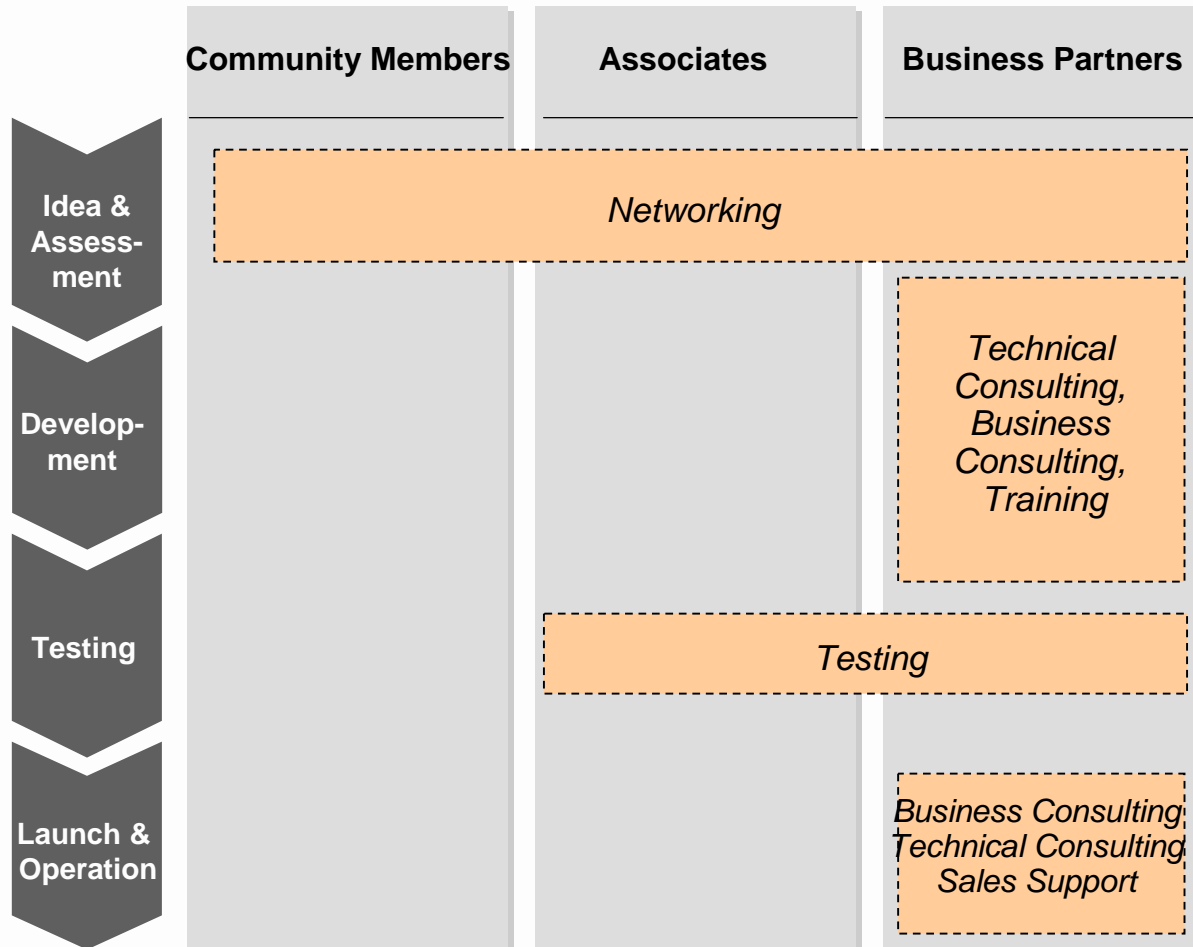 Community Members
Associates
Business Partners
Idea &
Assess-
ment
Networking
Develop-
ment
Technical
Consulting,
Business
Consulting,
Training
Testing
Testing
Launch &
Operation
Business Consulting
Technical Consulting
Sales Support